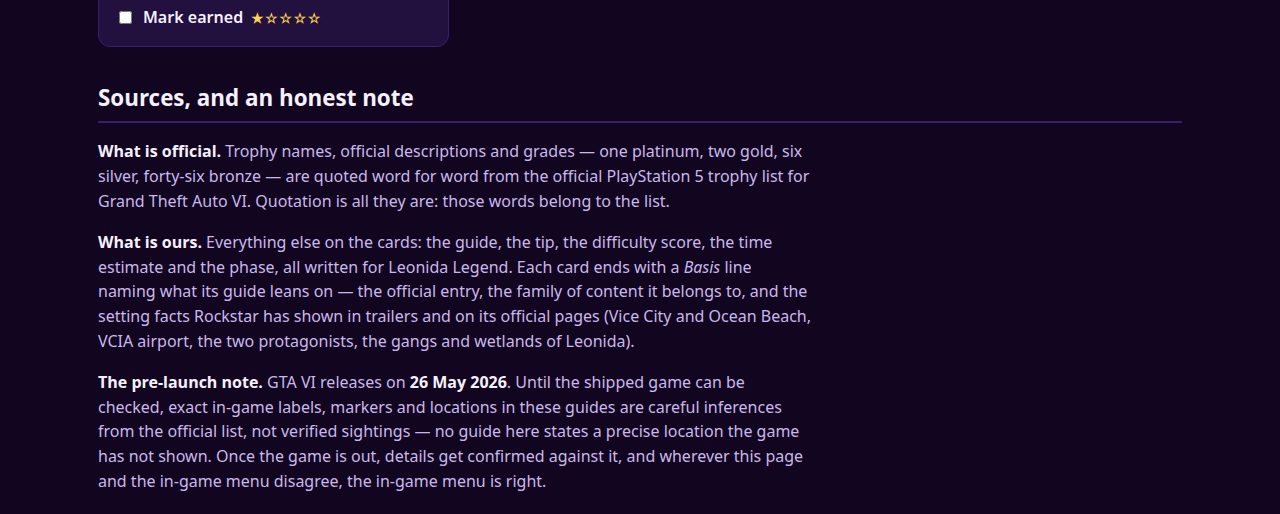 Mark earned ★☆☆☆☆
Sources, and an honest note
What is official. Trophy names, official descriptions and grades — one platinum, two gold, six
silver, forty-six bronze — are quoted word for word from the official PlayStation 5 trophy list for
Grand Theft Auto VI. Quotation is all they are: those words belong to the list.
What is ours. Everything else on the cards: the guide, the tip, the difficulty score, the time
estimate and the phase, all written for Leonida Legend. Each card ends with a Basis line
naming what its guide leans on — the official entry, the family of content it belongs to, and the
setting facts Rockstar has shown in trailers and on its official pages (Vice City and Ocean Beach,
VCIA airport, the two protagonists, the gangs and wetlands of Leonida).
The pre-launch note. GTA VI releases on 26 May 2026. Until the shipped game can be
checked, exact in-game labels, markers and locations in these guides are careful inferences
from the official list, not verified sightings — no guide here states a precise location the game
has not shown. Once the game is out, details get confirmed against it, and wherever this page
and the in-game menu disagree, the in-game menu is right.